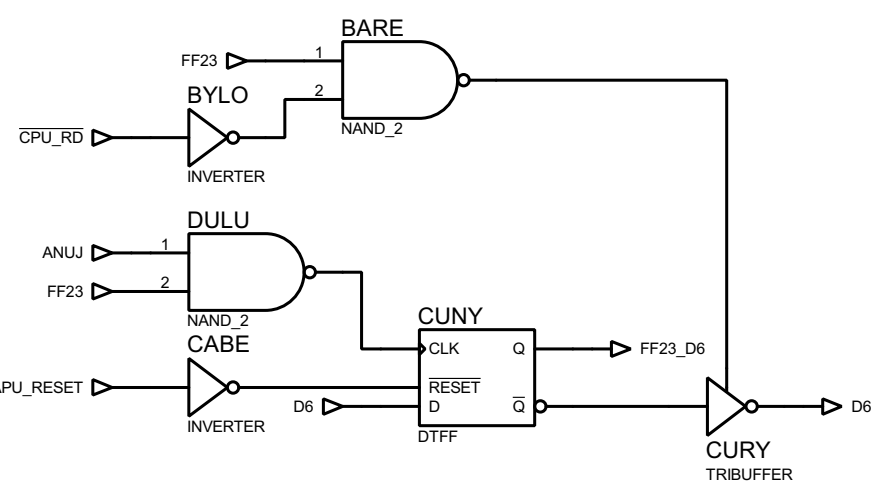 BARE
FF23
1
BYLO
2
CPU_RD
NAND_2
INVERTER
DULU
ANUJ
1
FF23
2
NAND_2
CUNY
CABE
CLK
Q
FF23_D6
APU_RESET
RESET
D6
D
Q
D6
INVERTER
DTFF
CURY
TRIBUFFER